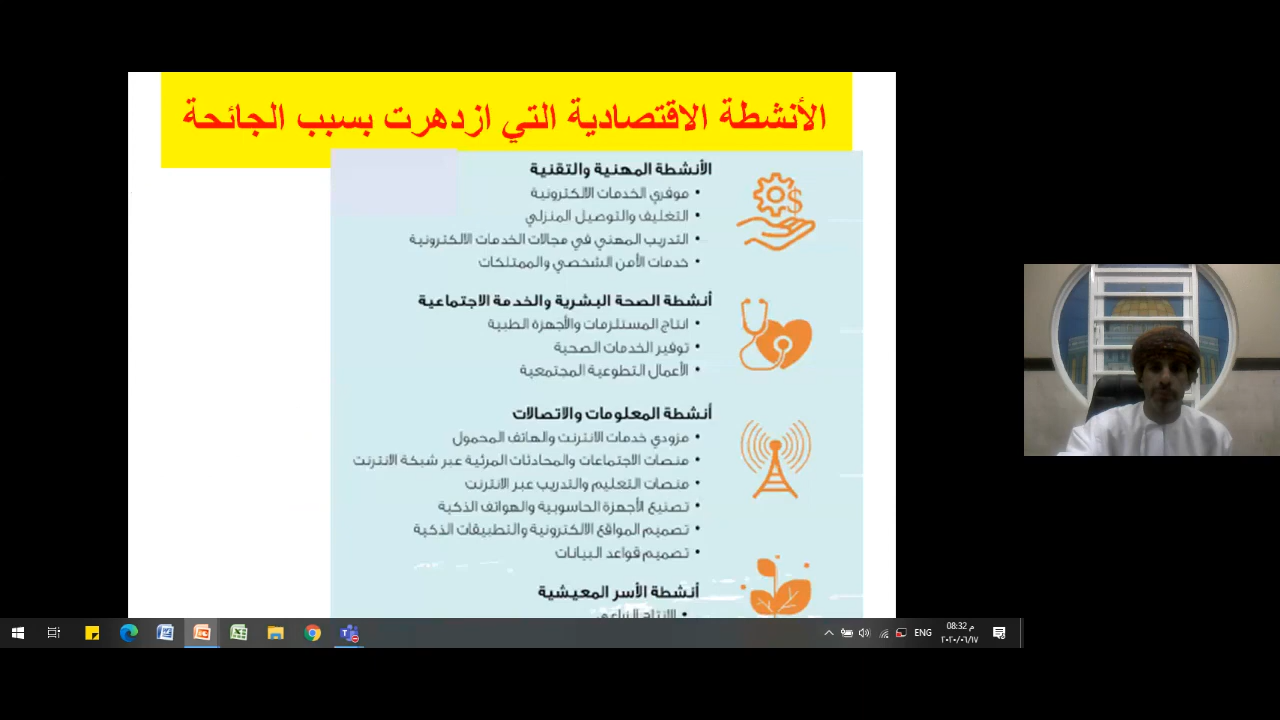 الأنشطة الاقتصادية التي ازدهرت بسبب الجائحة
الأنشطة المهنية والتقنية
• موفري الخدمات الالكترونية
• التغليف والتوصيل المنزلي
• التدريب المهني في مجالات الخدمات الالكترونية
• خدمات الأمن الشخصي والممتلكات
أنشطة الصحة البشرية والخدمة الاجتماعية
• انتاج المستلزمات والأجهزة الطبية
• توفير الخدمات الصحية
• الأعمال التطوعية المجتمعية
أنشطة المعلومات والاتصالات
• مزودي خدمات الانترنت والهاتف المحمول
• منصات الاجتماعات والمحادثات المرئية عبر شبكة الانترنت
• منصات التعليم والتدريب عبر الانترنت
• تصنيع الأجهزة الحاسوبية والهواتف الذكية
• تصميم المواقع الالكترونية والتطبيقات الذكية
• تصميم قواعد البيانات
أنشطة الأسر المعيشية
ENG
08:32 م
٢٠٢٠/٠٦/١٧